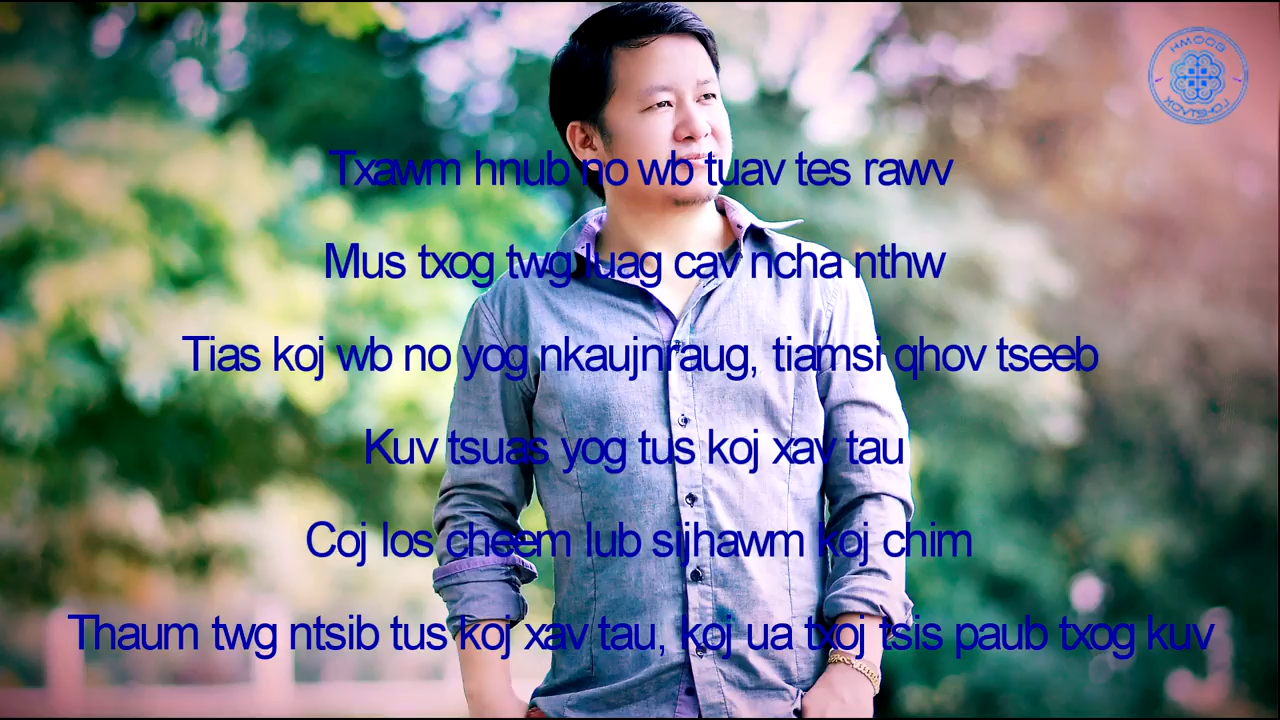 Txawm hnub no wb tuav tes rawv
Mus txog twg luag cav ncha nthw
Tias koj wb no yog nkaujnraug, tiamsi qhov tseeb
Kuv tsuas yog tus koj xav tau
Coj los cheem lub sijhawm koj chim
Thaum twg ntsib tus koj xav tau, koj ua txoj tsis paub txog kuv